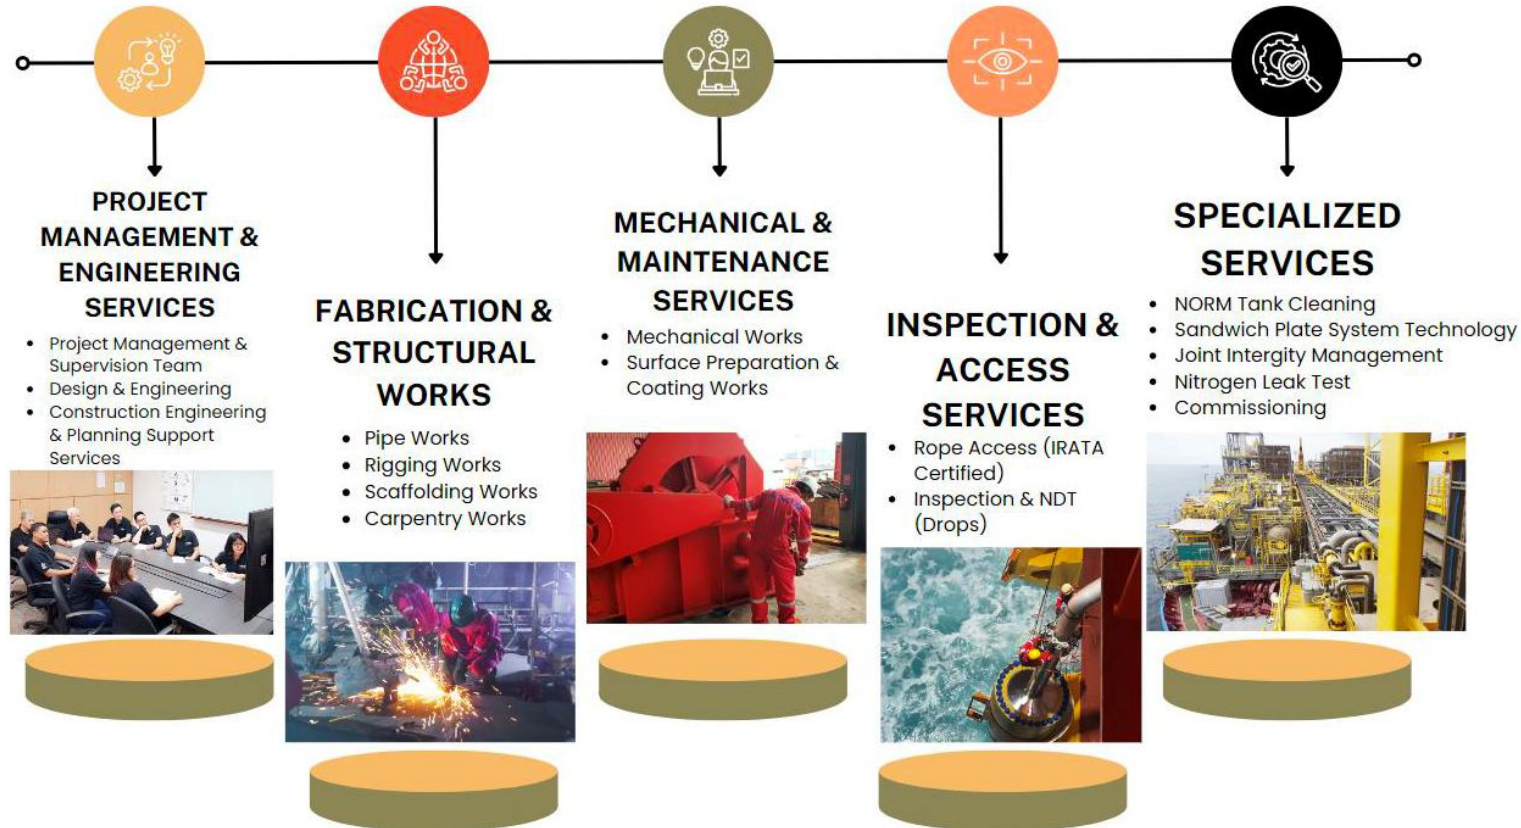 PROJECT
MANAGEMENT &
ENGINEERING
SERVICES
• Project Management &
Supervision Team
• Design & Engineering
• Construction Engineering
& Planning Support
Services
FABRICATION &
STRUCTURAL
WORKS
• Pipe Works
• Rigging Works
• Scaffolding Works
• Carpentry Works
MECHANICAL &
MAINTENANCE
SERVICES
• Mechanical Works
• Surface Preparation &
Coating Works
INSPECTION &
ACCESS
SERVICES
• Rope Access (IRATA
Certified)
• Inspection & NDT
(Drops)
SPECIALIZED
SERVICES
• NORM Tank Cleaning
• Sandwich Plate System Technology
• Joint Intergity Management
• Nitrogen Leak Test
• Commissioning